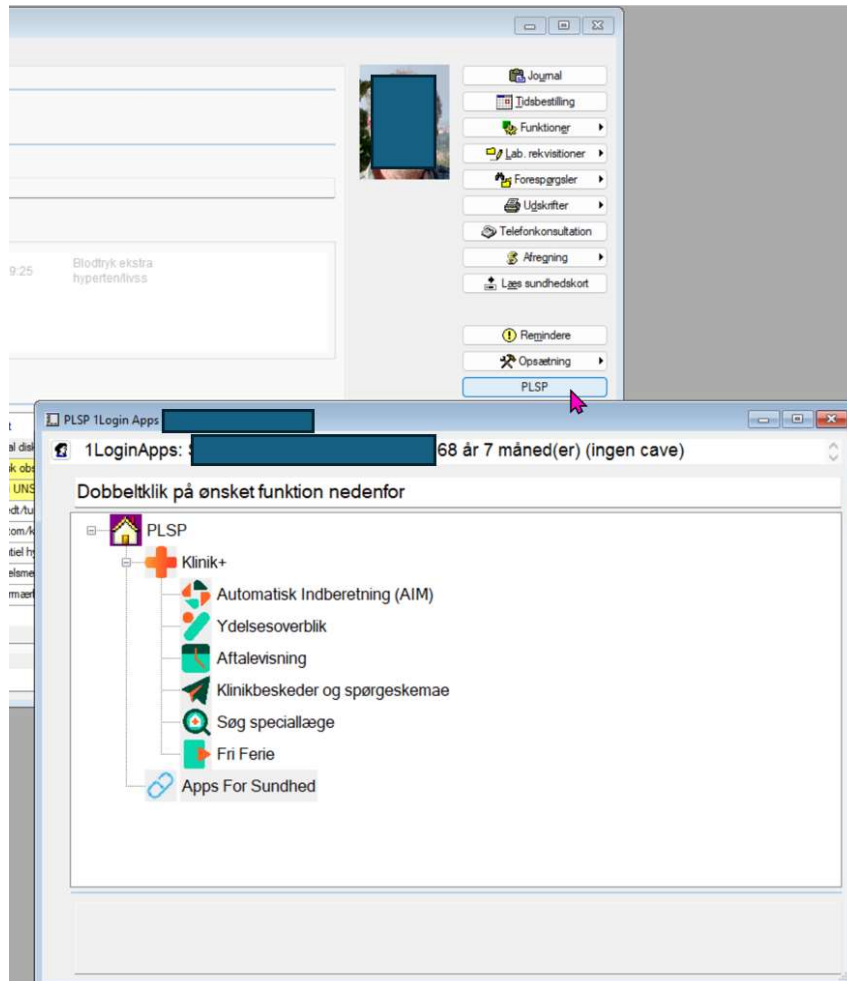 Journal
Tidsbestilling
Funktioner
Lab. rekvisitioner
Forespørgsler
Udskrifter
Telefonkonsultation
Afregning
Læs sundhedskort
9:25 Blodtryk ekstra
hyperten/livss
Remindere
Opsætning
PLSP
PLSP 1Login Apps
1LoginApps: 68 år 7 måned(er) (ingen cave)
Dobbeltklik på ønsket funktion nedenfor
PLSP
Klinik+
Automatisk Indberetning (AIM)
Ydelsesoverblik
Aftalevisning
Klinikbeskeder og spørgeskemae
Søg speciallæge
Fri Ferie
Apps For Sundhed